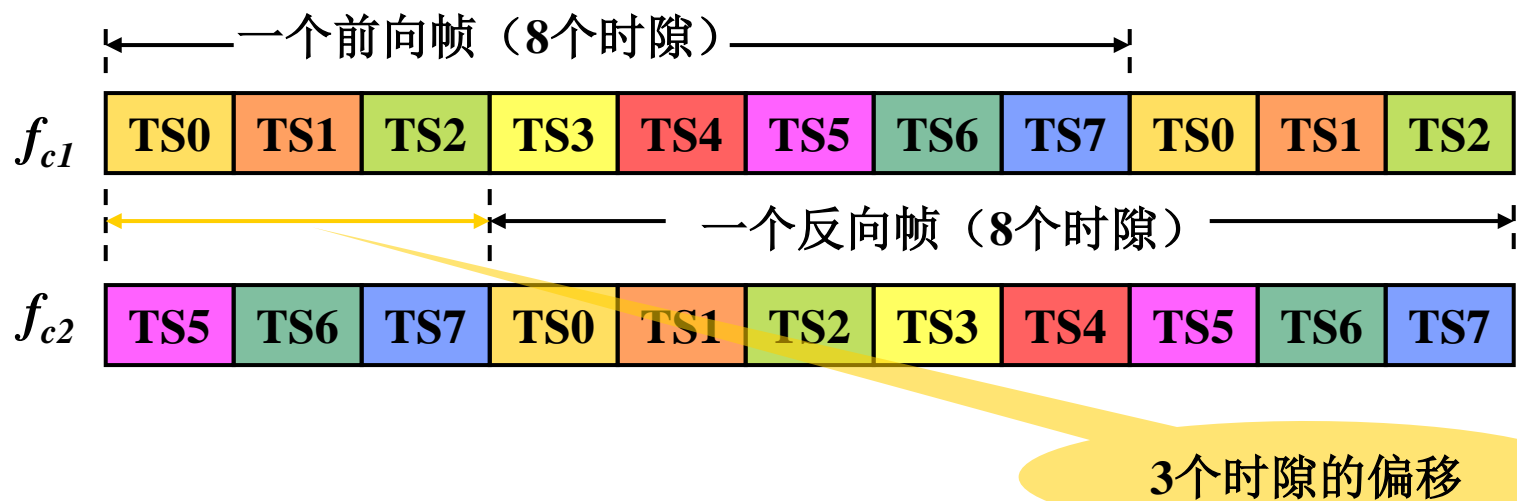 一个前向帧（8个时隙）
f_c1 TS0 TS1 TS2 TS3 TS4 TS5 TS6 TS7 TS0 TS1 TS2
一个反向帧（8个时隙）
f_c2 TS5 TS6 TS7 TS0 TS1 TS2 TS3 TS4 TS5 TS6 TS7
3个时隙的偏移